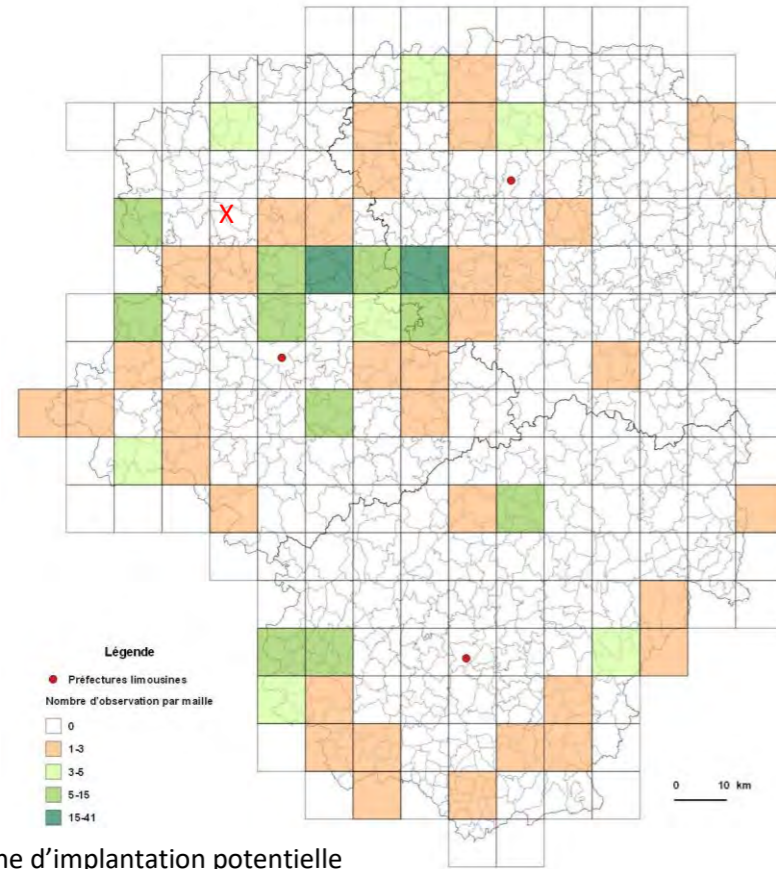 X
Légende
Préfectures limousines
Nombre d'observation par maille
0
1-3
3-5
5-15
15-41
0 10 km
ne d'implantation potentielle